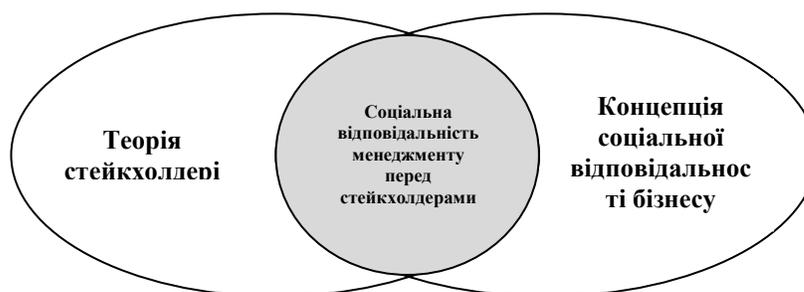 Теорія
стейкхолдері
Соціальна
відповідальність
менеджменту
перед
стейкхолдерами
Концепція
соціальної
відповідальнос
ті бізнесу